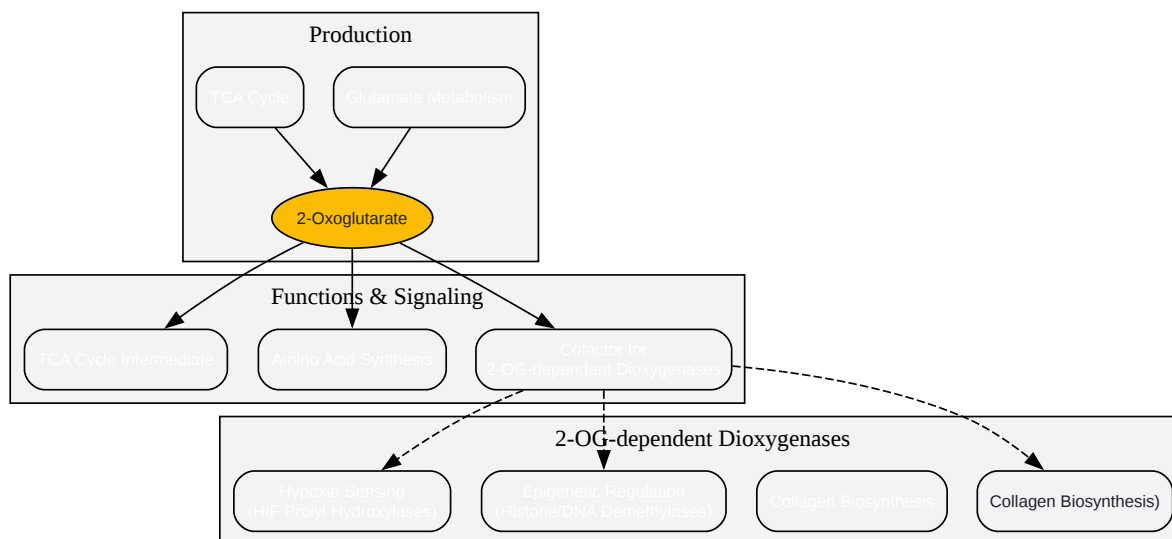 Production
TCA Cycle
Glutamate Metabolism
2-Oxoglutarate
Functions & Signaling
TCA Cycle Intermediate
Amino Acid Synthesis
Cofactor for
2-OG-dependent Dioxygenases
2-OG-dependent Dioxygenases
Hypoxia Sensing
(HIF Prolyl Hydroxylases)
Epigenetic Regulation
(Histone/DNA Demethylases)
Collagen Biosynthesis
Collagen Biosynthesis)